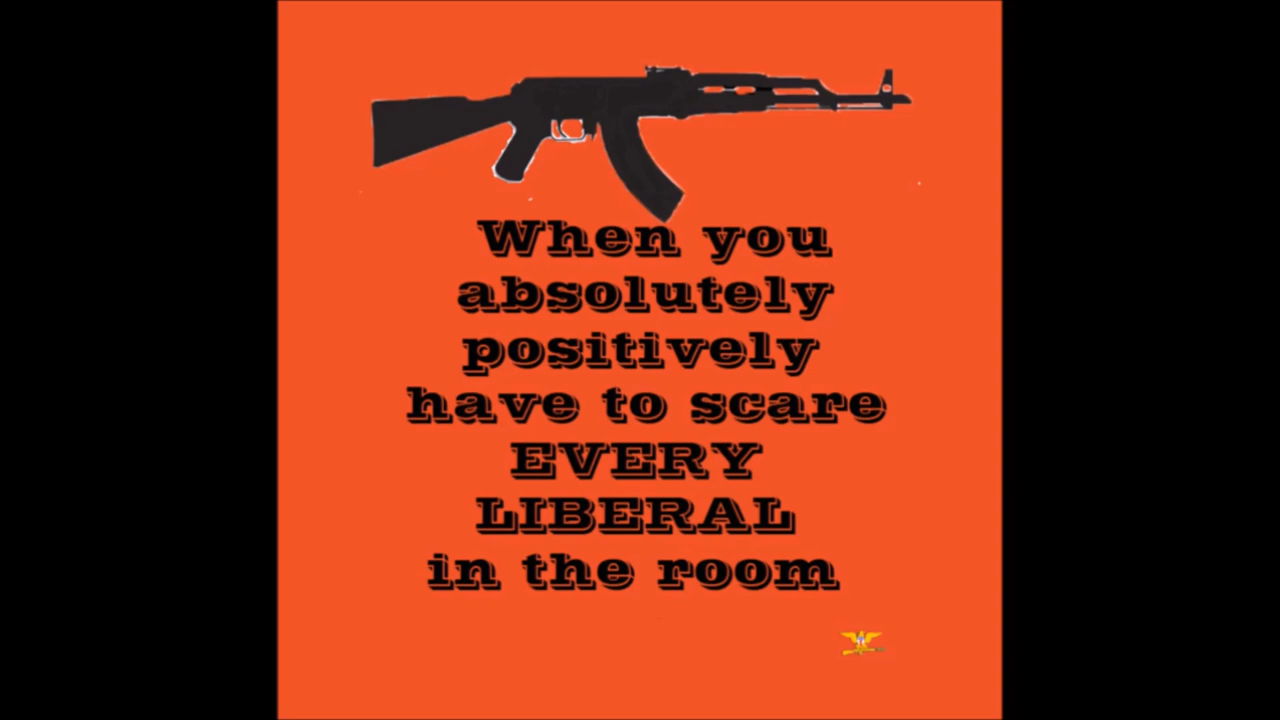 When you
absolutely
positively
have to scare
EVERY
LIBERAL
in the room